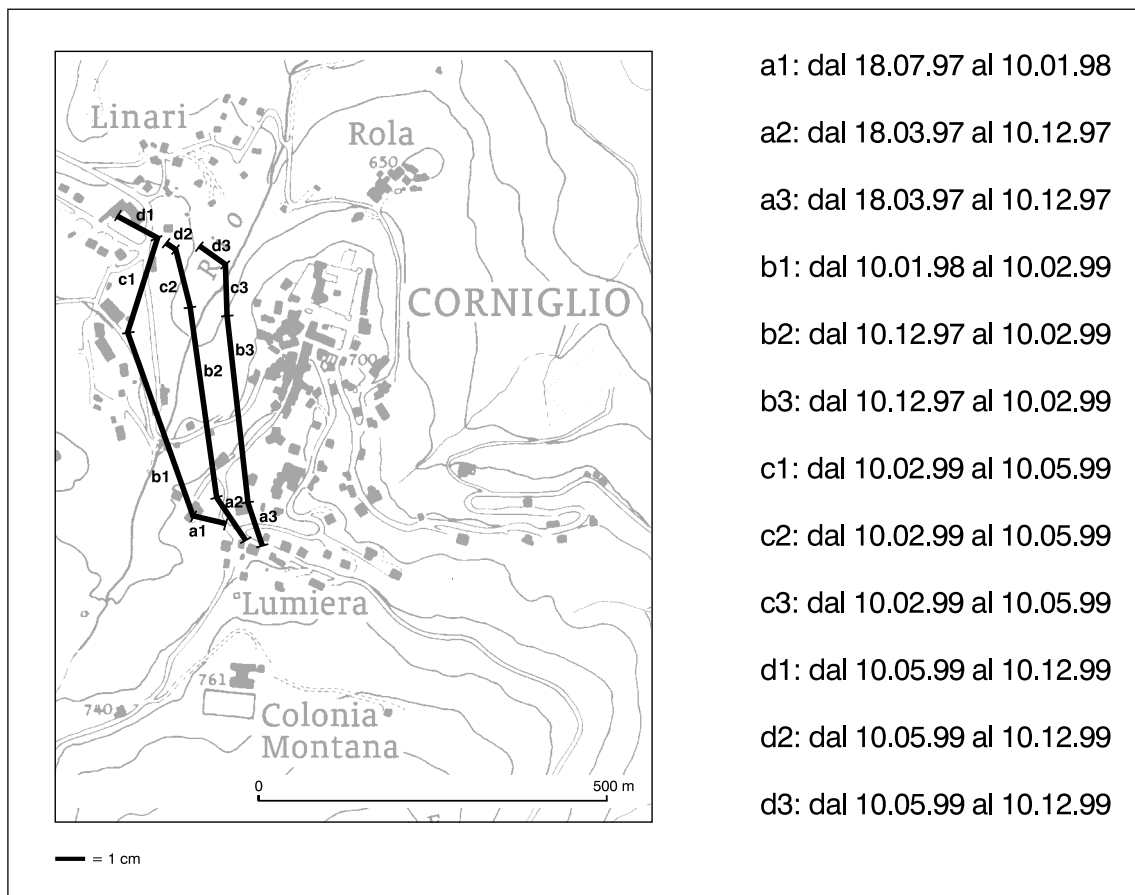 Linari
Rola
650
d1
d2
d3
Rio
c1
c2
c3
CORNIGLIO
b3
700
b2
b1
a2
a3
a1
Lumiera
761
740
Colonia
Montana
0
500 m
= 1 cm
a1: dal 18.07.97 al 10.01.98
a2: dal 18.03.97 al 10.12.97
a3: dal 18.03.97 al 10.12.97
b1: dal 10.01.98 al 10.02.99
b2: dal 10.12.97 al 10.02.99
b3: dal 10.12.97 al 10.02.99
c1: dal 10.02.99 al 10.05.99
c2: dal 10.02.99 al 10.05.99
c3: dal 10.02.99 al 10.05.99
d1: dal 10.05.99 al 10.12.99
d2: dal 10.05.99 al 10.12.99
d3: dal 10.05.99 al 10.12.99